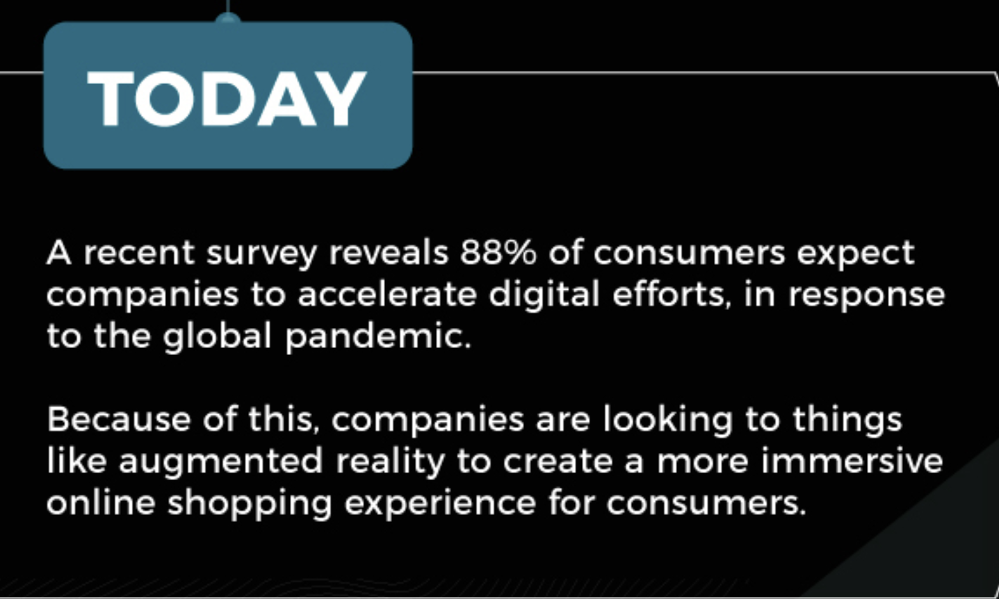 TODAY
A recent survey reveals 88% of consumers expect
companies to accelerate digital efforts, in response
to the global pandemic.
Because of this, companies are looking to things
like augmented reality to create a more immersive
online shopping experience for consumers.